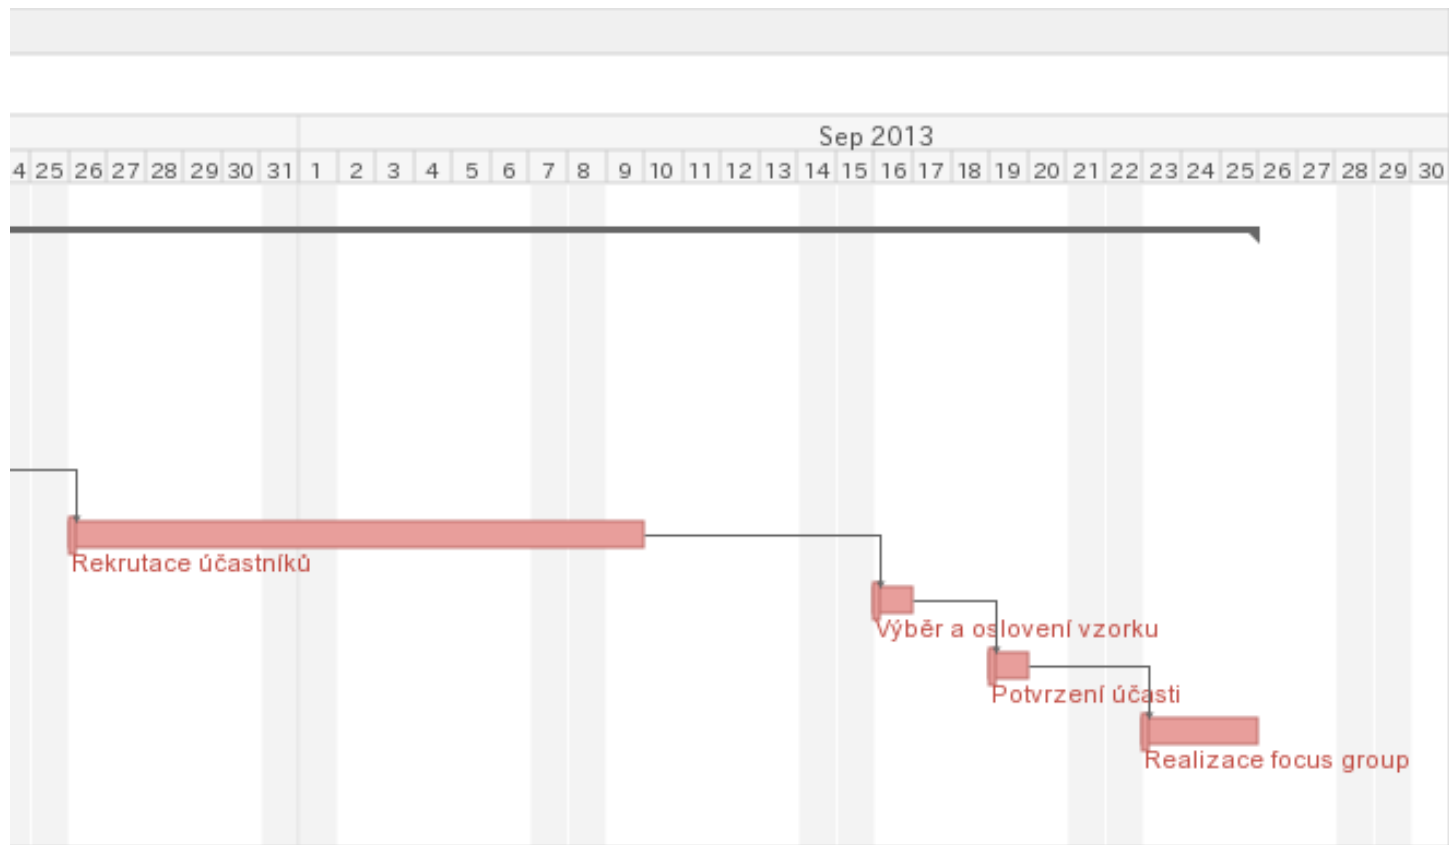 Sep 2013
4 25 26 27 28 29 30 31 1 2 3 4 5 6 7 8 9 10 11 12 13 14 15 16 17 18 19 20 21 22 23 24 25 26 27 28 29 30
Rekrutace účastníků
Výběr a oslovení vzorku
Potvrzení účasti
Realizace focus group